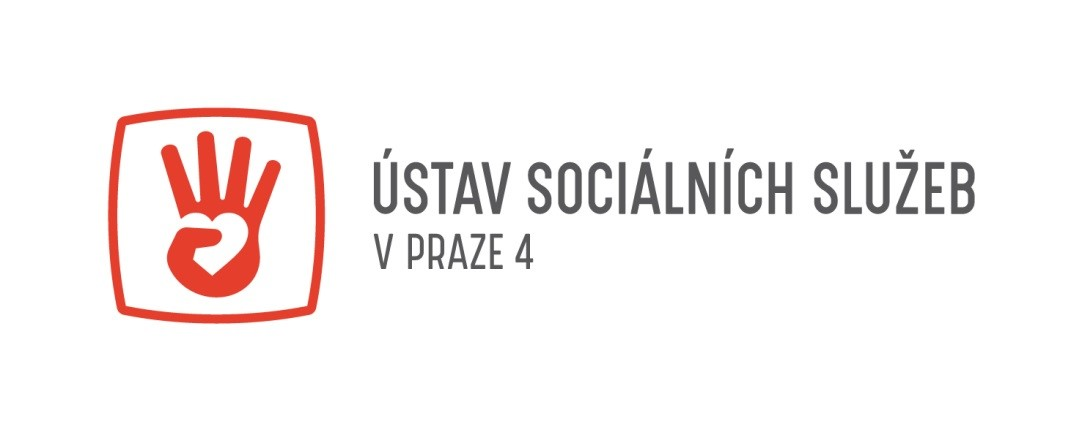 ÚSTAV SOCIÁLNÍCH SLUŽEB
V PRAZE 4